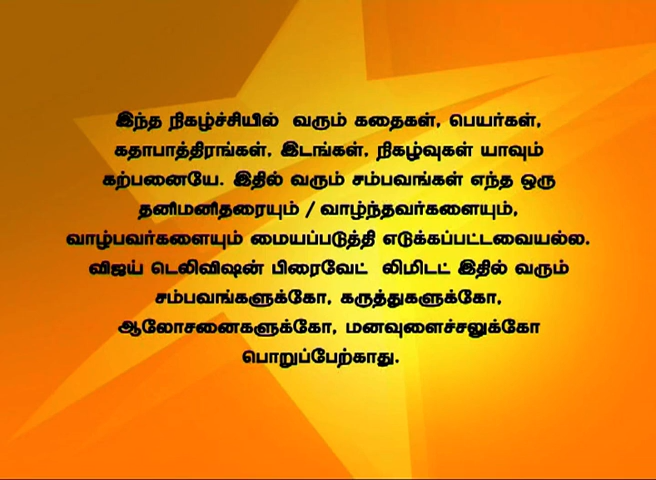 இந்த நிகழ்ச்சியில் வரும் கதைகள், பெயர்கள்,
கதாபாத்திரங்கள், இடங்கள், நிகழ்வுகள் யாவும்
கற்பனையே. இதில் வரும் சம்பவங்கள் எந்த ஒரு
தனிமனிதரையும் / வாழ்ந்தவர்களையும்,
வாழ்பவர்களையும் மையப்படுத்தி எடுக்கப்பட்டவையல்ல.
விஜய் டெலிவிஷன் பிரைவேட் லிமிடட் இதில் வரும்
சம்பவங்களுக்கோ, கருத்துகளுக்கோ,
ஆலோசனைகளுக்கோ, மனவுளைச்சலுக்கோ
பொறுப்பேற்காது.